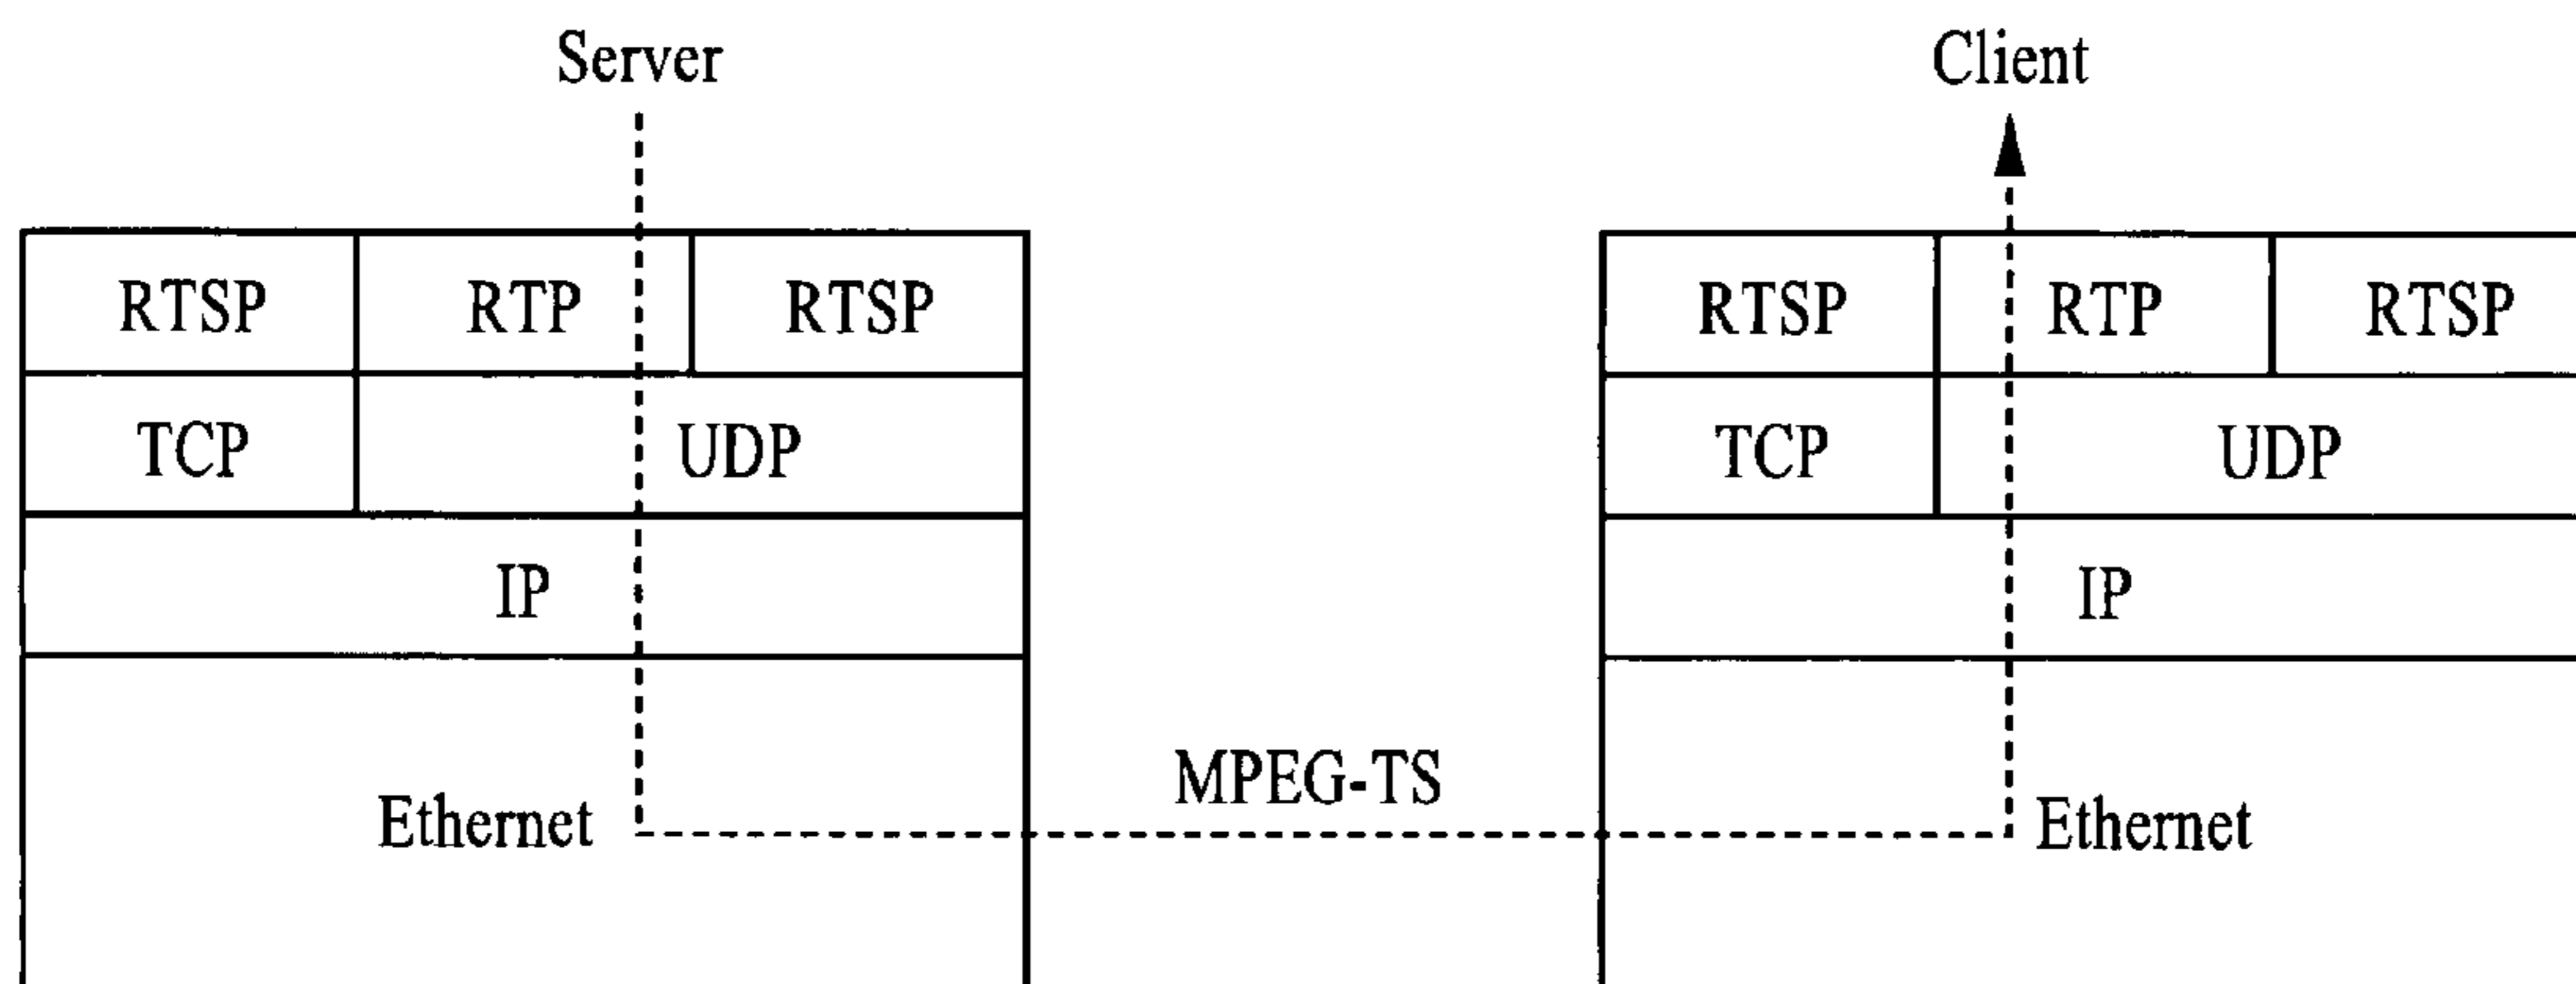 Server
Client
RTSP RTP RTSP
RTSP RTP RTSP
TCP UDP
TCP UDP
IP
IP
MPEG-TS
Ethernet
Ethernet